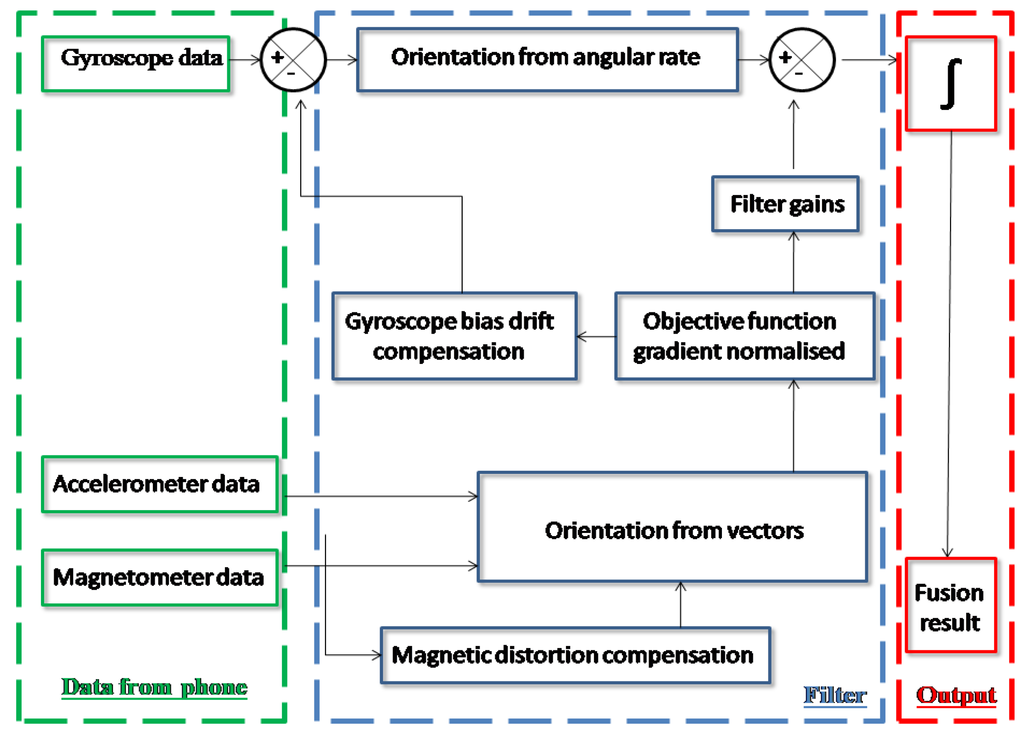 Gyroscope data
+
-
Orientation from angular rate
+
-
∫
Filter gains
Gyroscope bias drift
compensation
Objective function
gradient normalised
Accelerometer data
Orientation from vectors
Magnetometer data
Fusion
result
Magnetic distortion compensation
Data from phone
Filter
Output